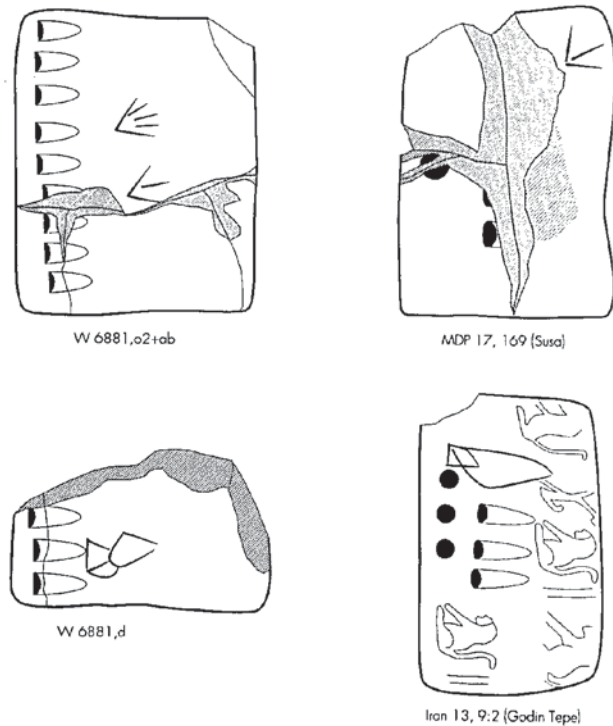 W 6881,o2+ab
MDP 17, 169 (Susa)
W 6881,d
Iran 13, 9:2 (Godin Tepe)